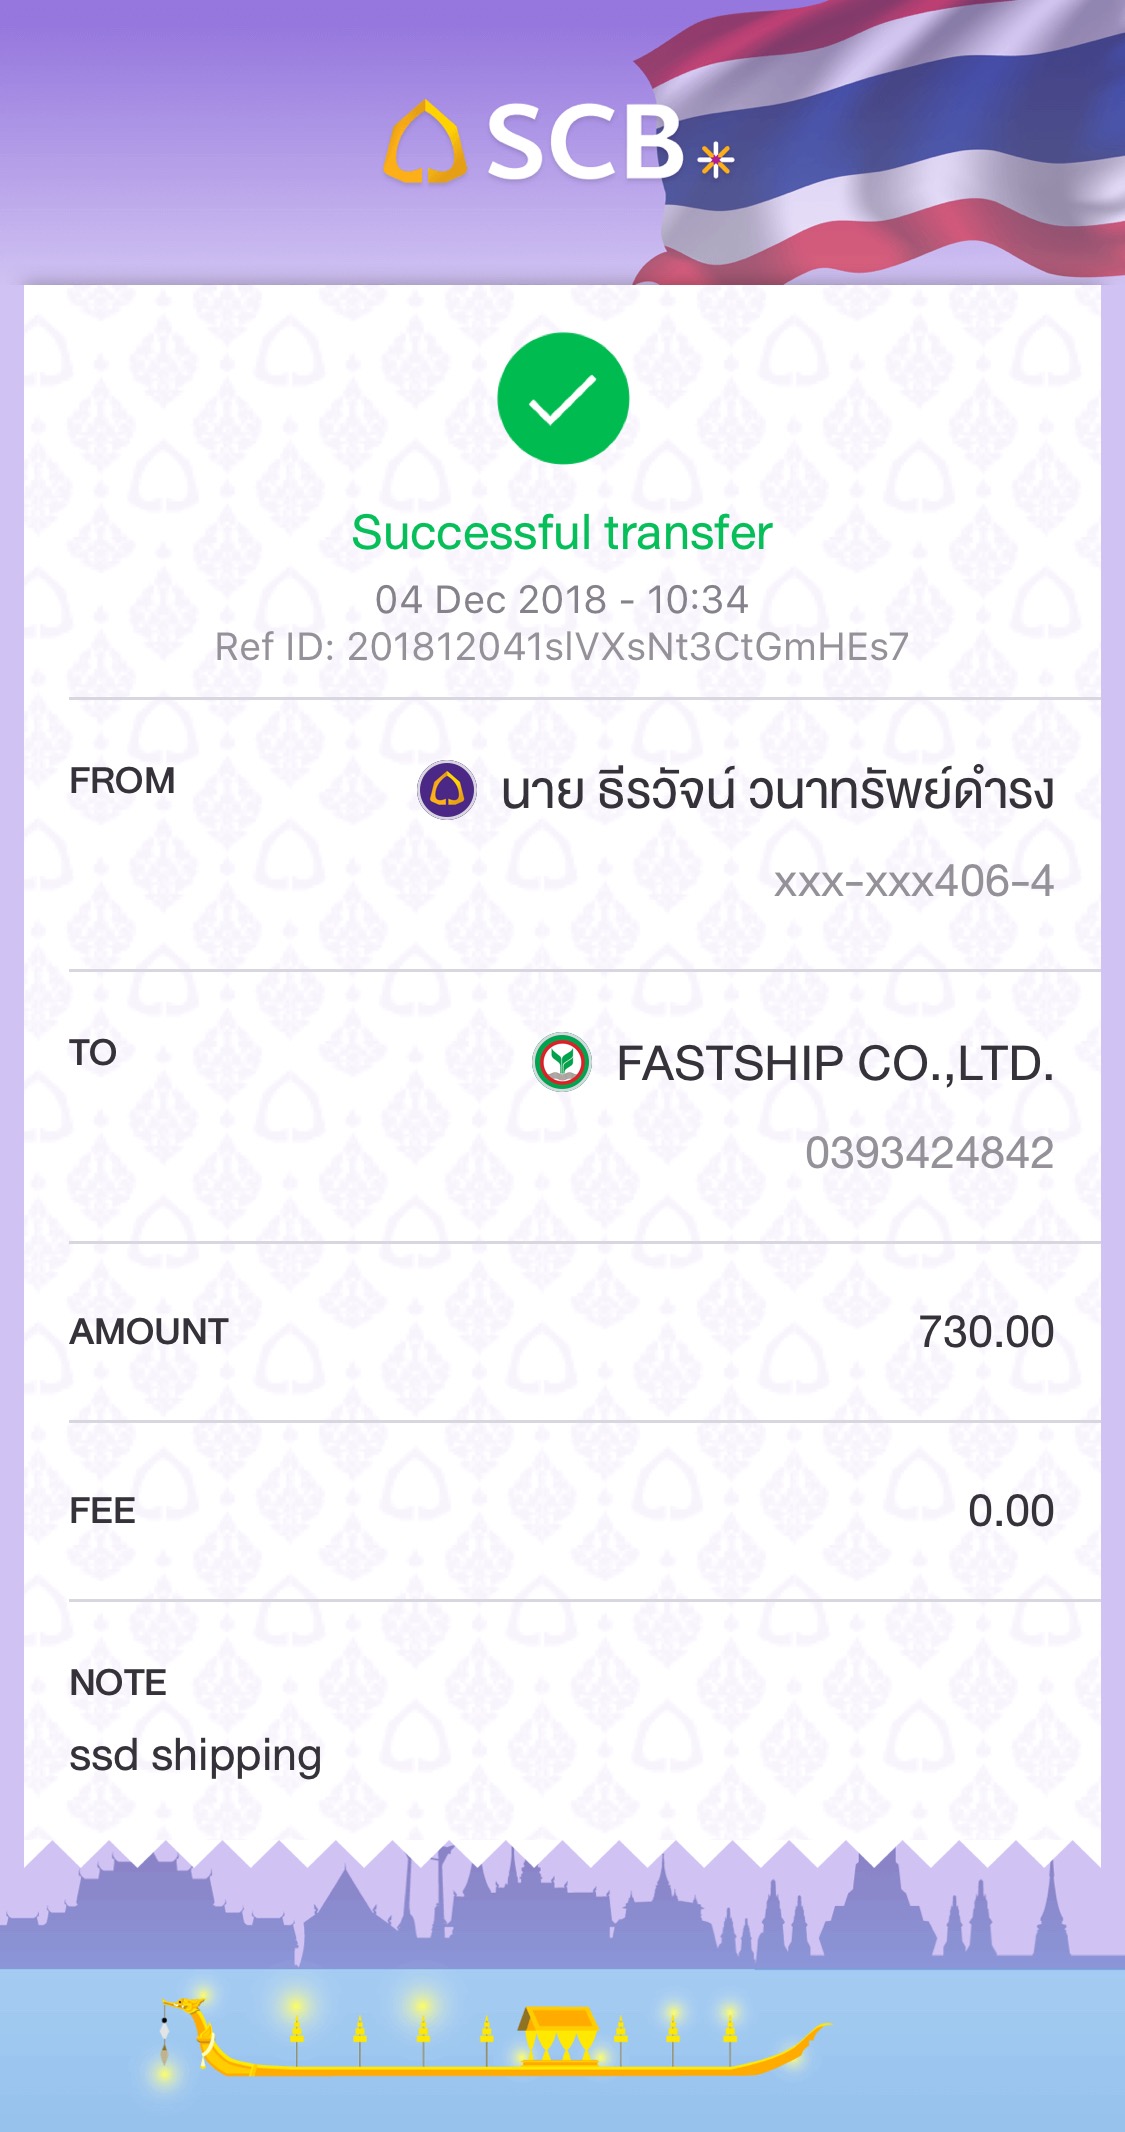 SCB
Successful transfer
04 Dec 2018 - 10:34
Ref ID: 201812041slVXsNt3CtGmHEs7
FROM
นาย ธีรวัจน์ วนาทรัพย์ดำรง
xxx-xxx406-4
TO
FASTSHIP CO.,LTD.
0393424842
AMOUNT 730.00
FEE 0.00
NOTE
ssd shipping